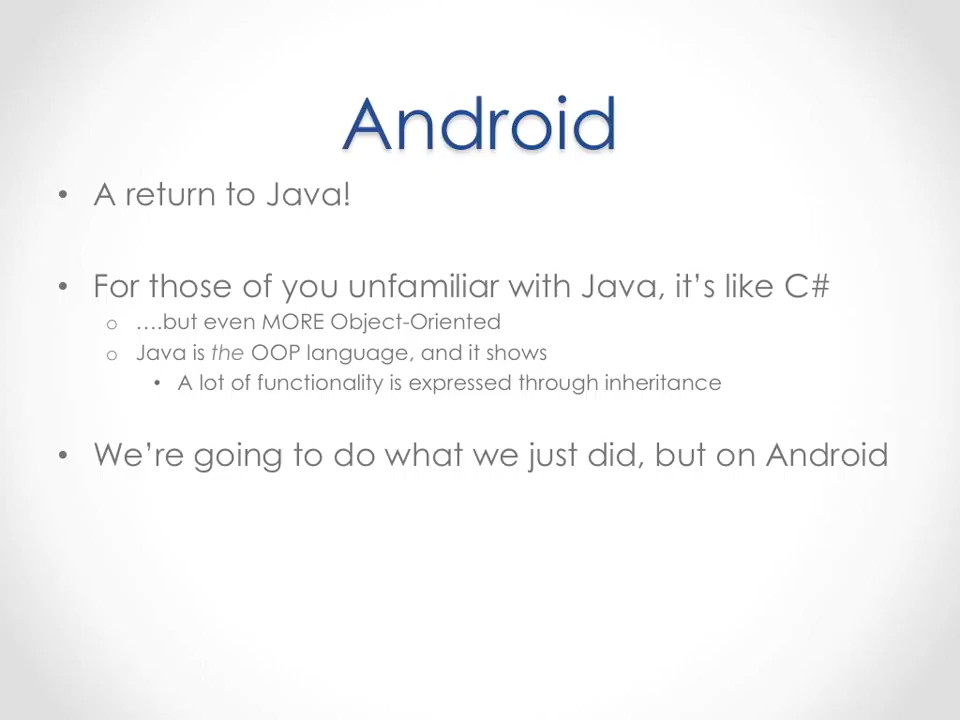 Android
• A return to Java!
• For those of you unfamiliar with Java, it’s like C#
o ….but even MORE Object-Oriented
o Java is the OOP language, and it shows
• A lot of functionality is expressed through inheritance
• We’re going to do what we just did, but on Android